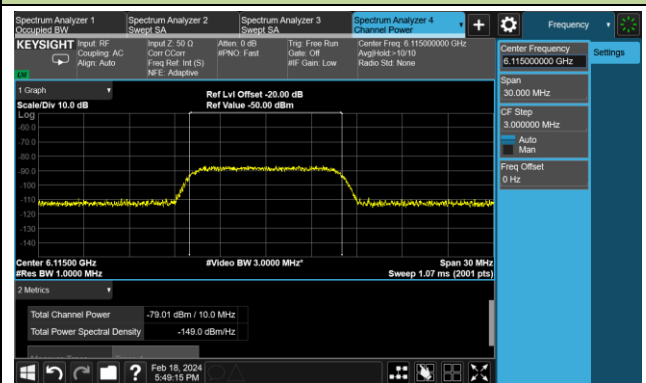 Spectrum Analyzer 1
Occupied BW
Spectrum Analyzer 2
Swept SA
Spectrum Analyzer 3
Swept SA
Spectrum Analyzer 4
Channel Power
Frequency
KEYSIGHT
Input: RF
Coupling: AC
Align: Auto
Input Z: 50 Ω
Corr CCorr
Freq Ref: Int (S)
NFE: Adaptive
Atten: 0 dB
#PNO: Fast
Trig: Free Run
Gate: Off
#IF Gain: Low
Center Freq: 6.115000000 GHz
Avg|Hold:>10/10
Radio Std: None
Center Frequency
6.115000000 GHz
Settings
Span
30.000 MHz
CF Step
3.000000 MHz
Auto
Man
Freq Offset
0 Hz
1 Graph
Scale/Div 10.0 dB
Ref Lvl Offset -20.00 dB
Ref Value -50.00 dBm
Log
-60.0
-70.0
-80.0
-90.0
-100
-110
-120
-130
-140
Center 6.11500 GHz
#Res BW 1.0000 MHz
#Video BW 3.0000 MHz*
Span 30 MHz
Sweep 1.07 ms (2001 pts)
2 Metrics
Total Channel Power -79.01 dBm / 10.0 MHz
Total Power Spectral Density -149.0 dBm/Hz
Feb 18, 2024
5:49:15 PM